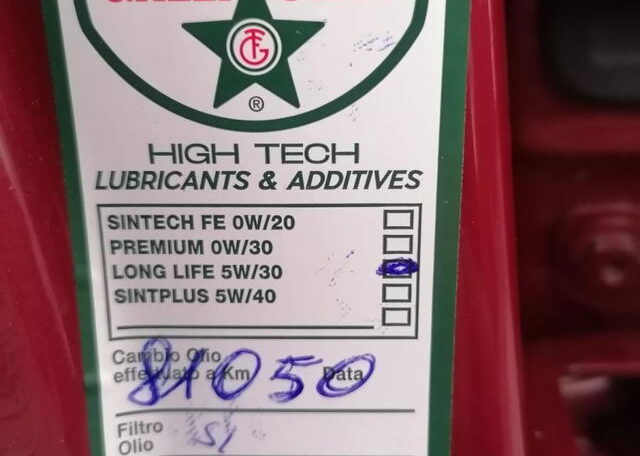 ®
HIGH TECH
LUBRICANTS & ADDITIVES
SINTECH FE 0W/20
PREMIUM 0W/30
LONG LIFE 5W/30
SINTPLUS 5W/40
Cambio Olio
effettuato a Km 81050 Data
Filtro
Olio SI